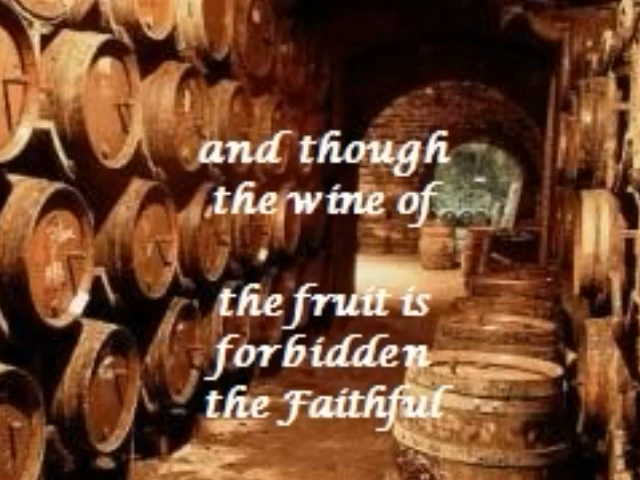 and though
the wine of
the fruit is
forbidden
the Faithful